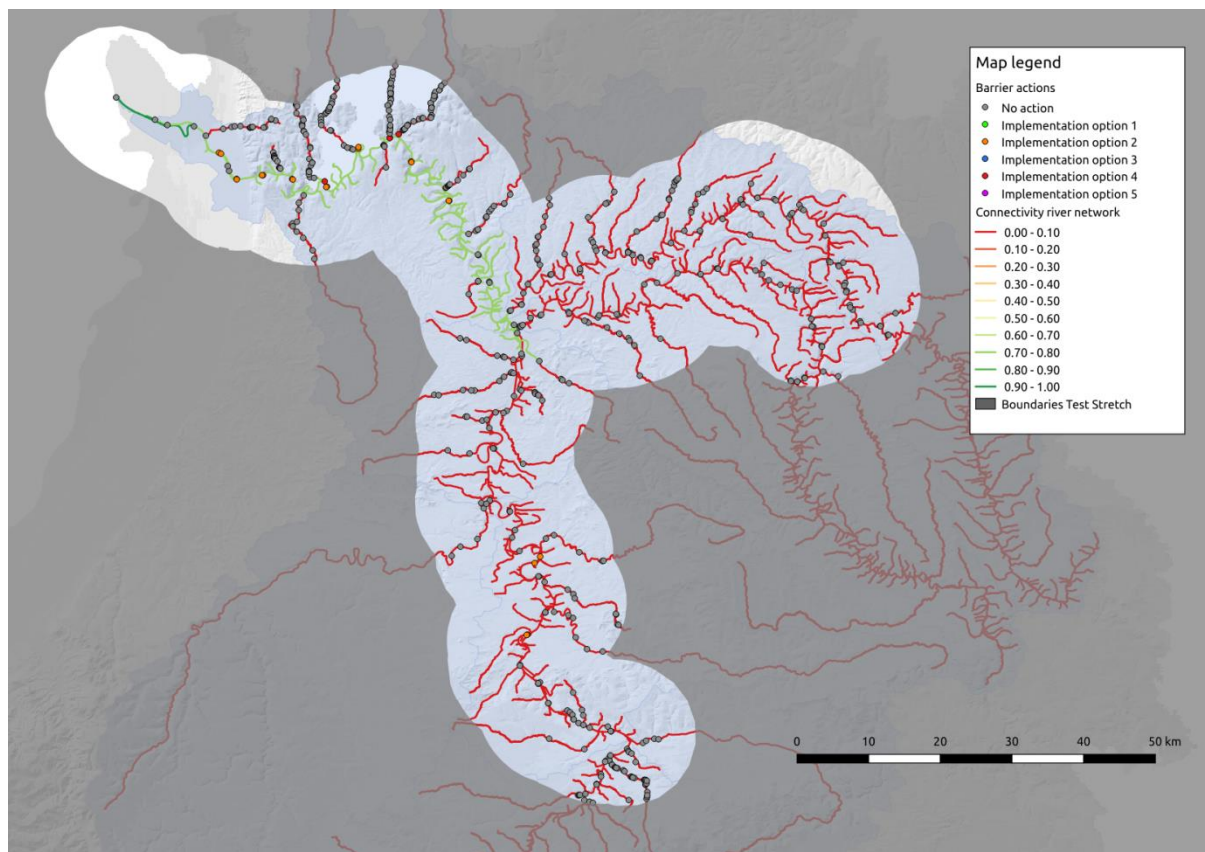 Map legend
Barrier actions
No action
Implementation option 1
Implementation option 2
Implementation option 3
Implementation option 4
Implementation option 5
Connectivity river network
0.00 - 0.10
0.10 - 0.20
0.20 - 0.30
0.30 - 0.40
0.40 - 0.50
0.50 - 0.60
0.60 - 0.70
0.70 - 0.80
0.80 - 0.90
0.90 - 1.00
Boundaries Test Stretch
0 10 20 30 40 50 km